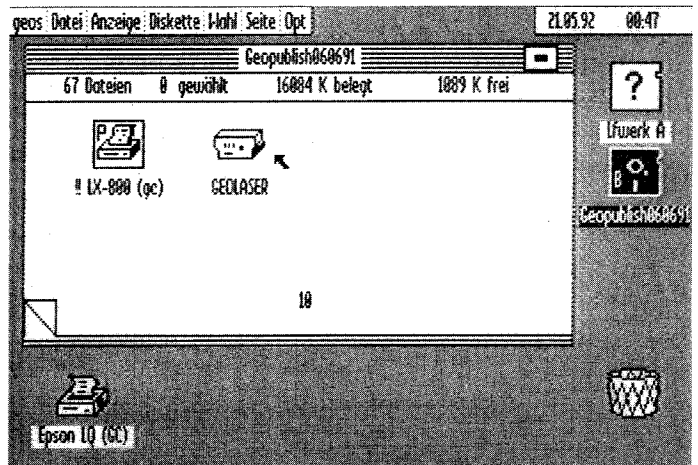 geos Datei Anzeige Diskette Wahl Seite Opt 21.05.92 00:47
Geopublish060691
67 Dateien 0 gewählt 16084 K belegt 1089 K frei
? Lfwerk A
P !! LX-800 (gc) GEOLASER
B Geopublish060691
10
Epson LQ (GC)